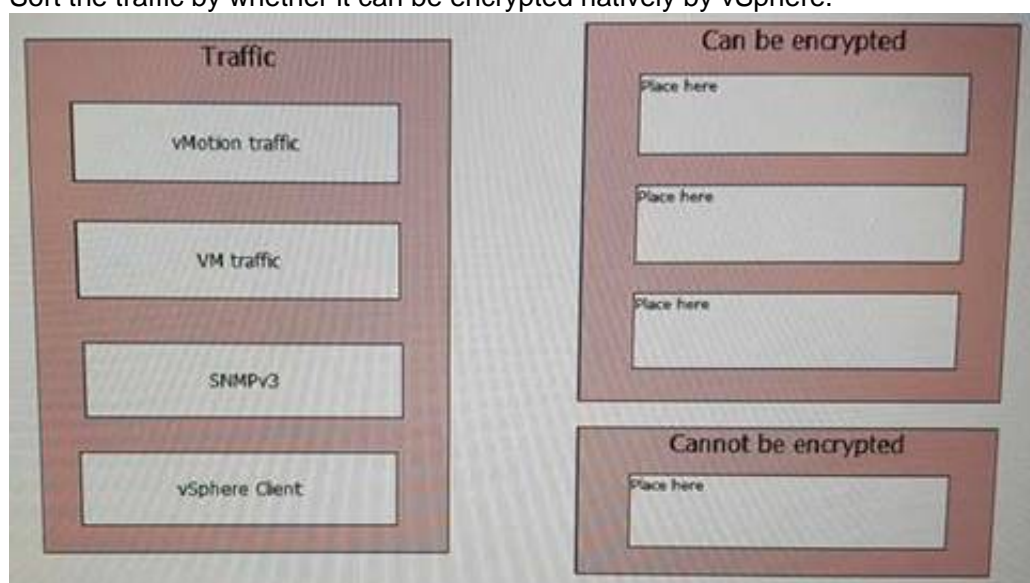 Sort the traffic by whether it can be encrypted natively by vSphere.
Traffic
vMotion traffic
VM traffic
SNMPv3
vSphere Client
Can be encrypted
Place here
Place here
Place here
Cannot be encrypted
Place here